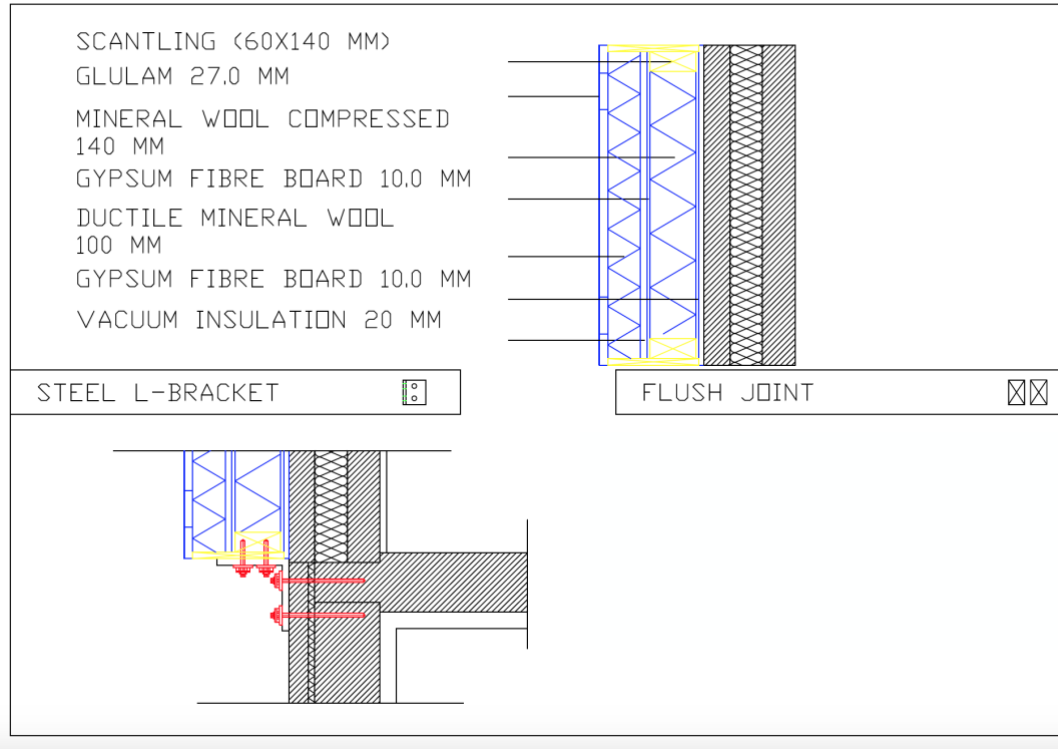 SCANTLING (60X140 MM)
GLULAM 27.0 MM
MINERAL WOOL COMPRESSED
140 MM
GYPSUM FIBRE BOARD 10.0 MM
DUCTILE MINERAL WOOL
100 MM
GYPSUM FIBRE BOARD 10.0 MM
VACUUM INSULATION 20 MM
STEEL L-BRACKET
FLUSH JOINT